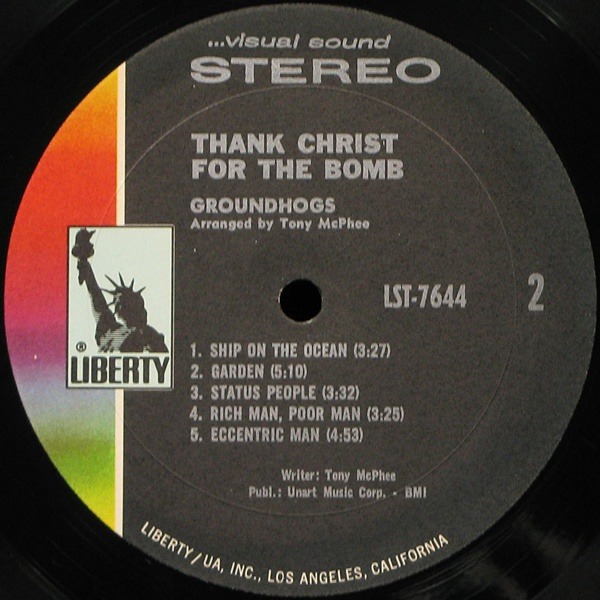 ...visual sound
STEREO
THANK CHRIST
FOR THE BOMB
GROUNDHOGS
Arranged by Tony McPhee
LST-7644
2
® LIBERTY
1. SHIP ON THE OCEAN (3:27)
2. GARDEN (5:10)
3. STATUS PEOPLE (3:32)
4. RICH MAN, POOR MAN (3:25)
5. ECCENTRIC MAN (4:53)
Writer: Tony McPhee
Publ.: Unart Music Corp. - BMI
LIBERTY/UA, INC., LOS ANGELES, CALIFORNIA